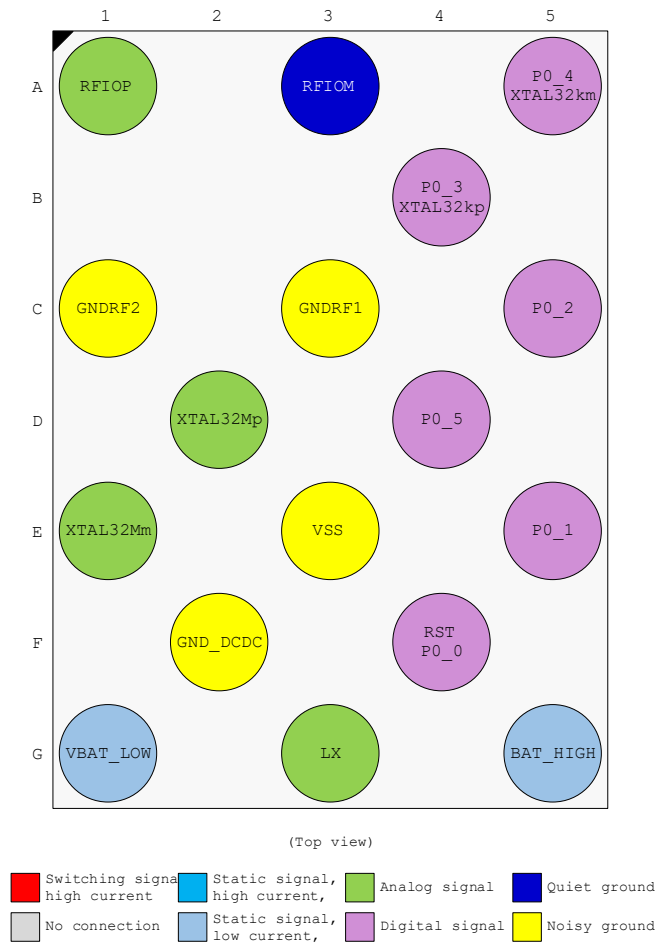 1 2 3 4 5
A RFIOP RFIOM P0_4
XTAL32km
B P0_3
XTAL32kp
C GNDRF2 GNDRF1 P0_2
D XTAL32Mp P0_5
E XTAL32Mm VSS P0_1
F GND_DCDC RST
P0_0
G VBAT_LOW LX BAT_HIGH
(Top view)
Switching signa
high current
Static signal,
high current,
Analog signal
Quiet ground
No connection
Static signal,
low current,
Digital signal
Noisy ground